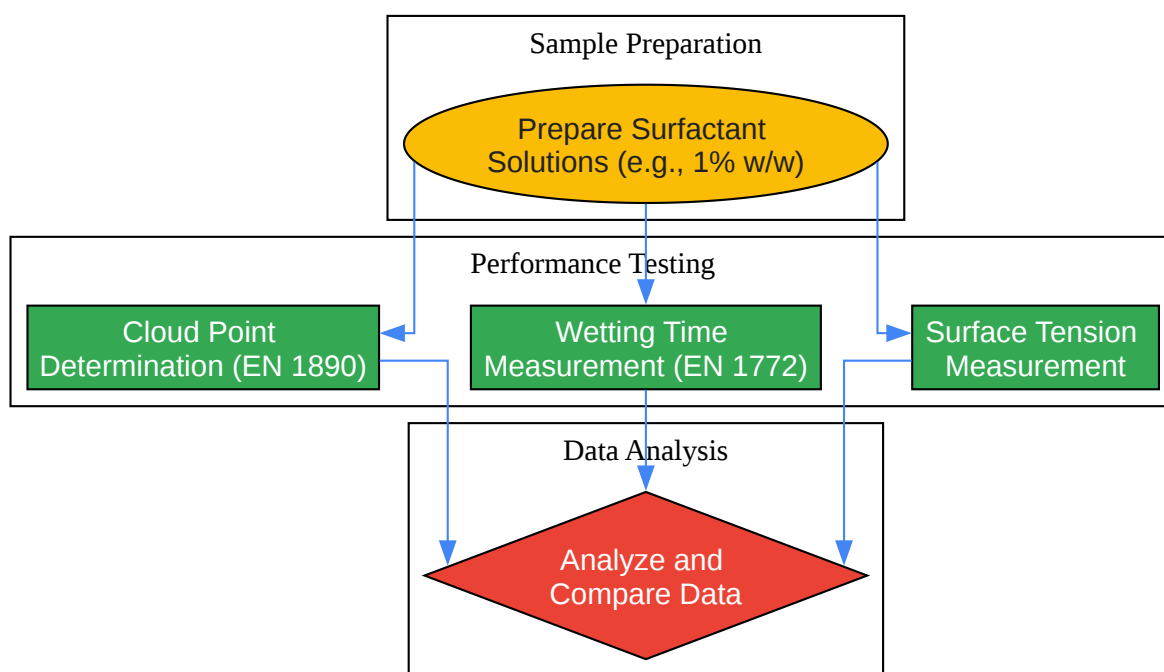 Sample Preparation
Prepare Surfactant
Solutions (e.g., 1% w/w)
Performance Testing
Cloud Point
Determination (EN 1890)
Wetting Time
Measurement (EN 1772)
Surface Tension
Measurement
Data Analysis
Analyze and
Compare Data